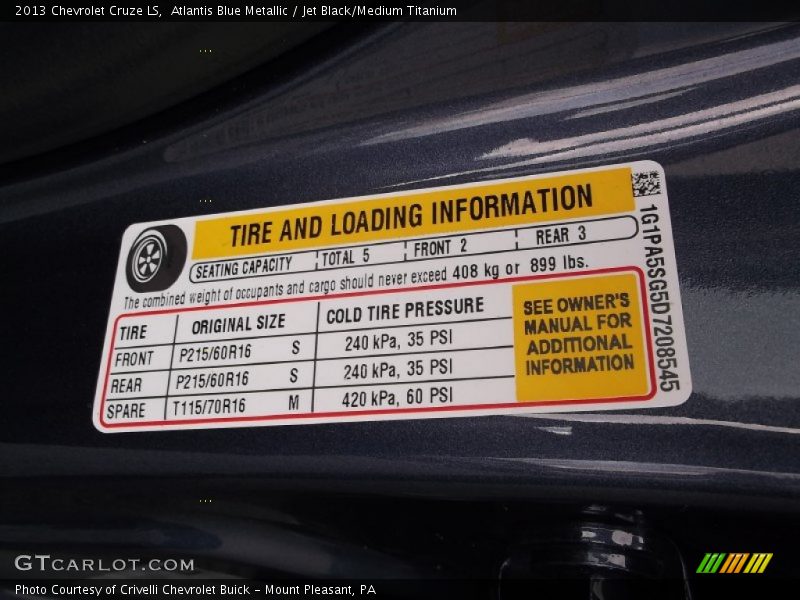 2013 Chevrolet Cruze LS, Atlantis Blue Metallic / Jet Black/Medium Titanium
TIRE AND LOADING INFORMATION
SEATING CAPACITY TOTAL 5 FRONT 2 REAR 3
The combined weight of occupants and cargo should never exceed 408 kg or 899 lbs.
TIRE ORIGINAL SIZE COLD TIRE PRESSURE
FRONT P215/60R16 S 240 kPa, 35 PSI
REAR P215/60R16 S 240 kPa, 35 PSI
SPARE T115/70R16 M 420 kPa, 60 PSI
SEE OWNER'S
MANUAL FOR
ADDITIONAL
INFORMATION
1G1PA5SG5D7208545
GTCARLOT.COM
Photo Courtesy of Crivelli Chevrolet Buick - Mount Pleasant, PA